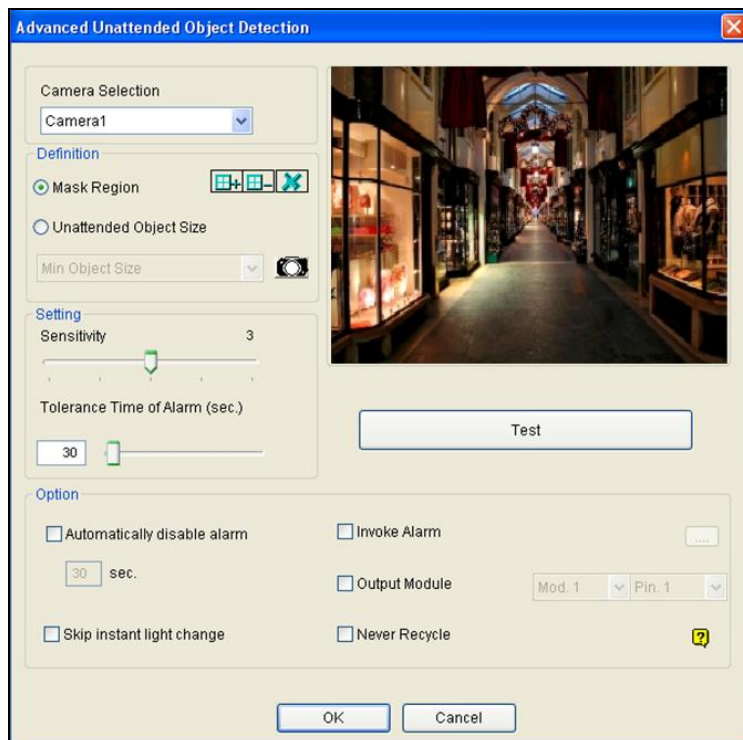 Advanced Unattended Object Detection
Camera Selection
Camera1
Definition
Mask Region
Unattended Object Size
Min Object Size
Setting
Sensitivity 3
Tolerance Time of Alarm (sec.)
30
Test
Option
Automatically disable alarm
30 sec.
Skip instant light change
Invoke Alarm
....
Output Module Mod. 1 Pin. 1
Never Recycle
?
OK Cancel